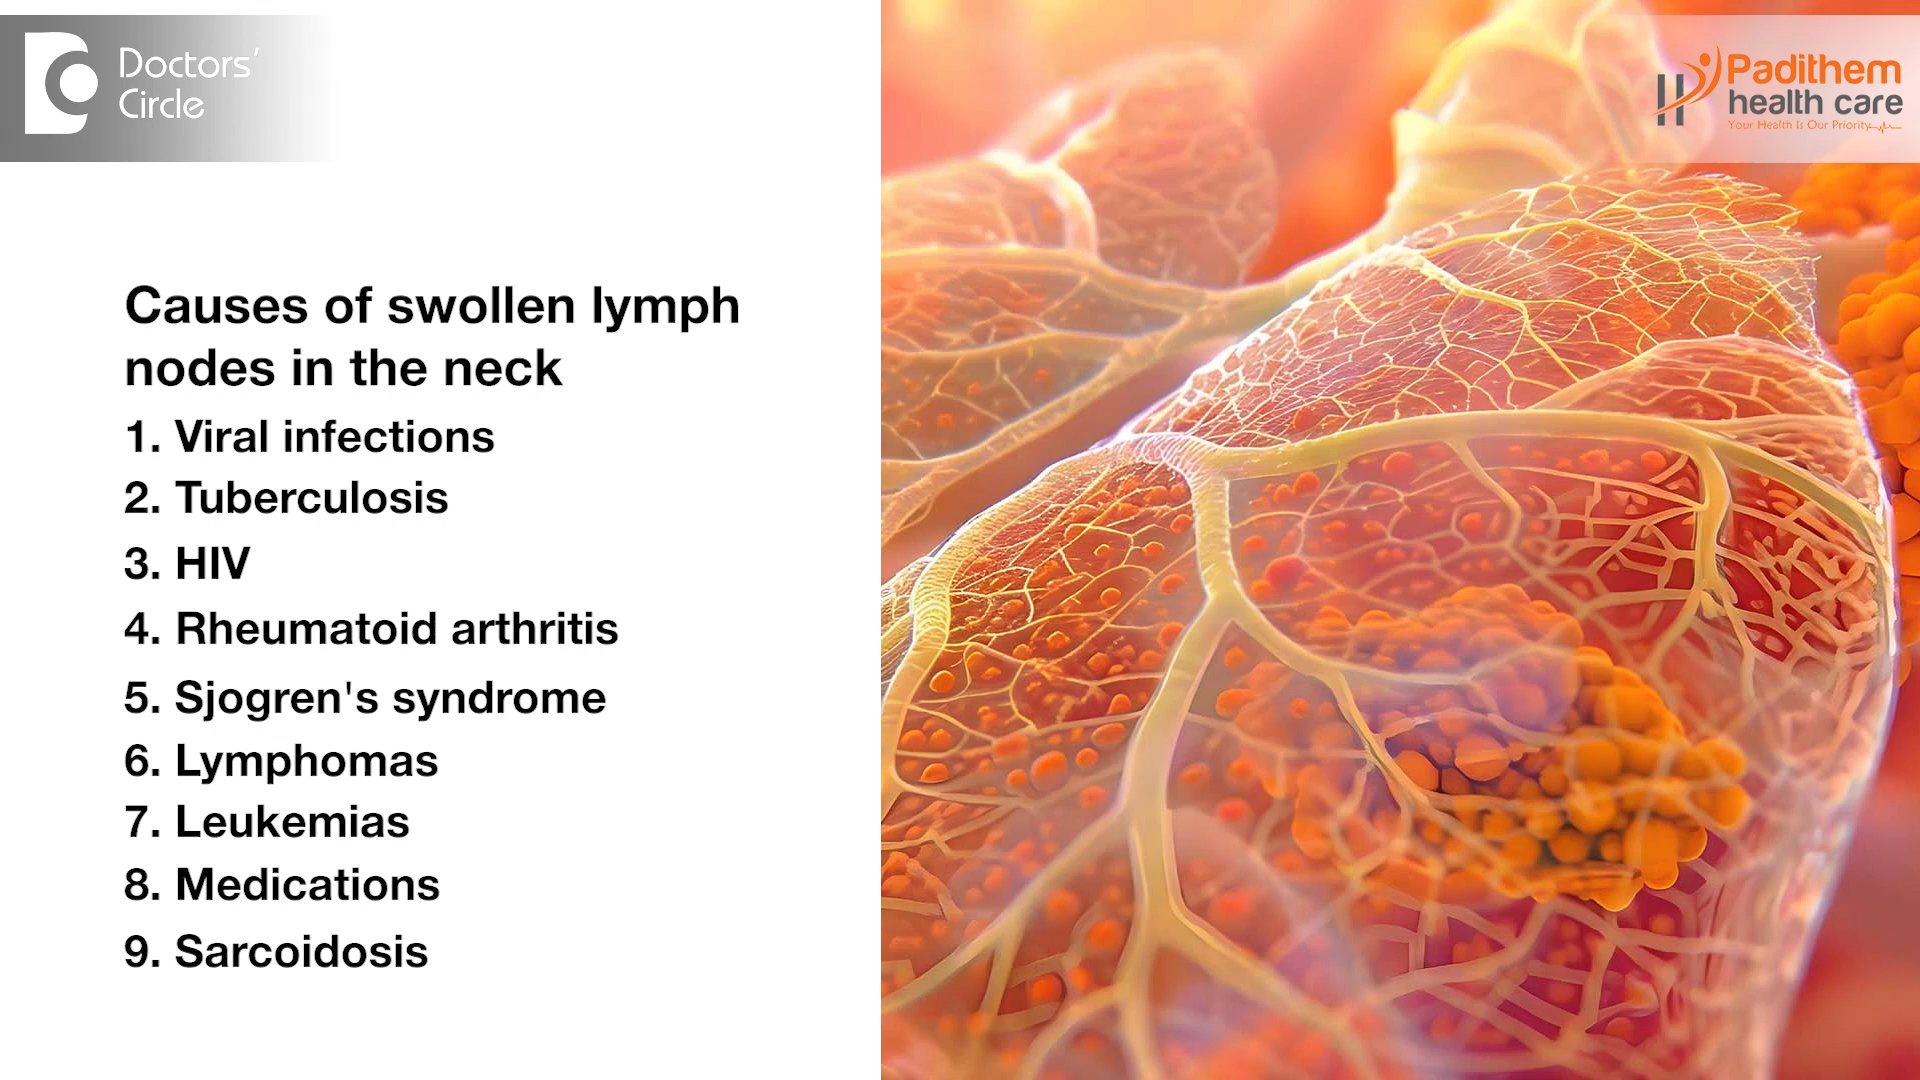 Doctors'
Circle
Padithem
health care
Your Health Is Our Priority
Causes of swollen lymph
nodes in the neck
1. Viral infections
2. Tuberculosis
3. HIV
4. Rheumatoid arthritis
5. Sjogren's syndrome
6. Lymphomas
7. Leukemias
8. Medications
9. Sarcoidosis